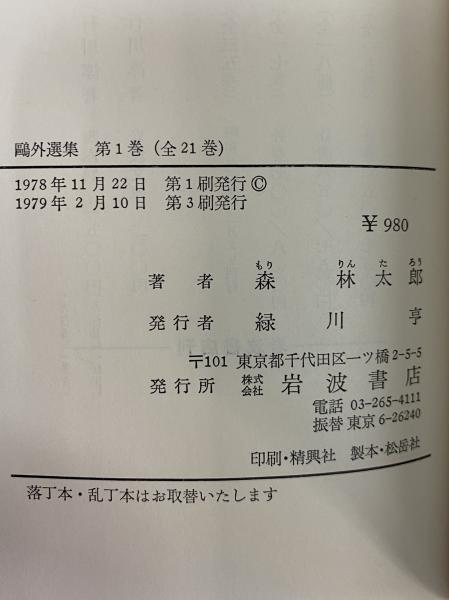 鷗外選集 第1巻（全21巻）
1978年11月22日 第1刷発行©
1979年2月10日 第3刷発行
¥980
もり りん た ろう
著者 森 林太郎
発行者 緑川 亨
〒101 東京都千代田区一ツ橋2-5-5
発行所 株式会社 岩波書店
電話 03-265-4111
振替 東京 6-26240
印刷・精興社 製本・松岳社
落丁本・乱丁本はお取替いたします